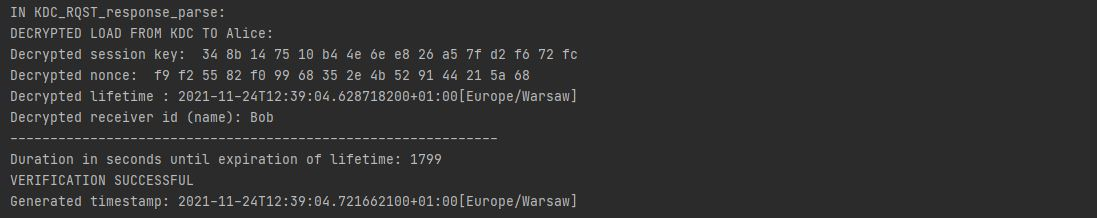 IN KDC_RQST_response_parse:
DECRYPTED LOAD FROM KDC TO Alice:
Decrypted session key:  34 8b 14 75 10 b4 4e 6e e8 26 a5 7f d2 f6 72 fc
Decrypted nonce:  f9 f2 55 82 f0 99 68 35 2e 4b 52 91 44 21 5a 68
Decrypted lifetime : 2021-11-24T12:39:04.628718200+01:00[Europe/Warsaw]
Decrypted receiver id (name): Bob
-------------------------------------------------------------
Duration in seconds until expiration of lifetime: 1799
VERIFICATION SUCCESSFUL
Generated timestamp: 2021-11-24T12:39:04.721662100+01:00[Europe/Warsaw]